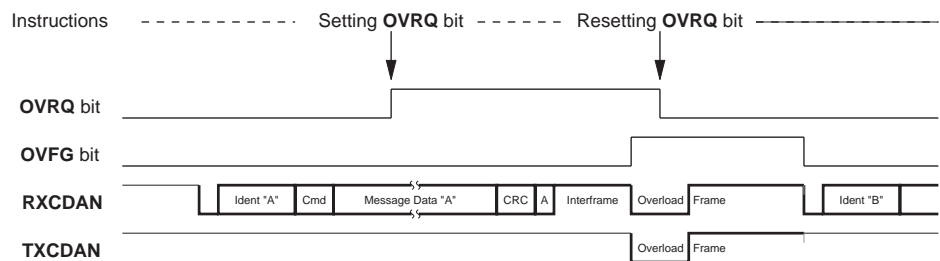 Instructions Setting OVRQ bit Resetting OVRQ bit
OVRQ bit
OVFG bit
RXCDAN Ident "A" Cmd Message Data "A" CRC A Interframe Overload Frame Ident "B"
TXCDAN Overload Frame